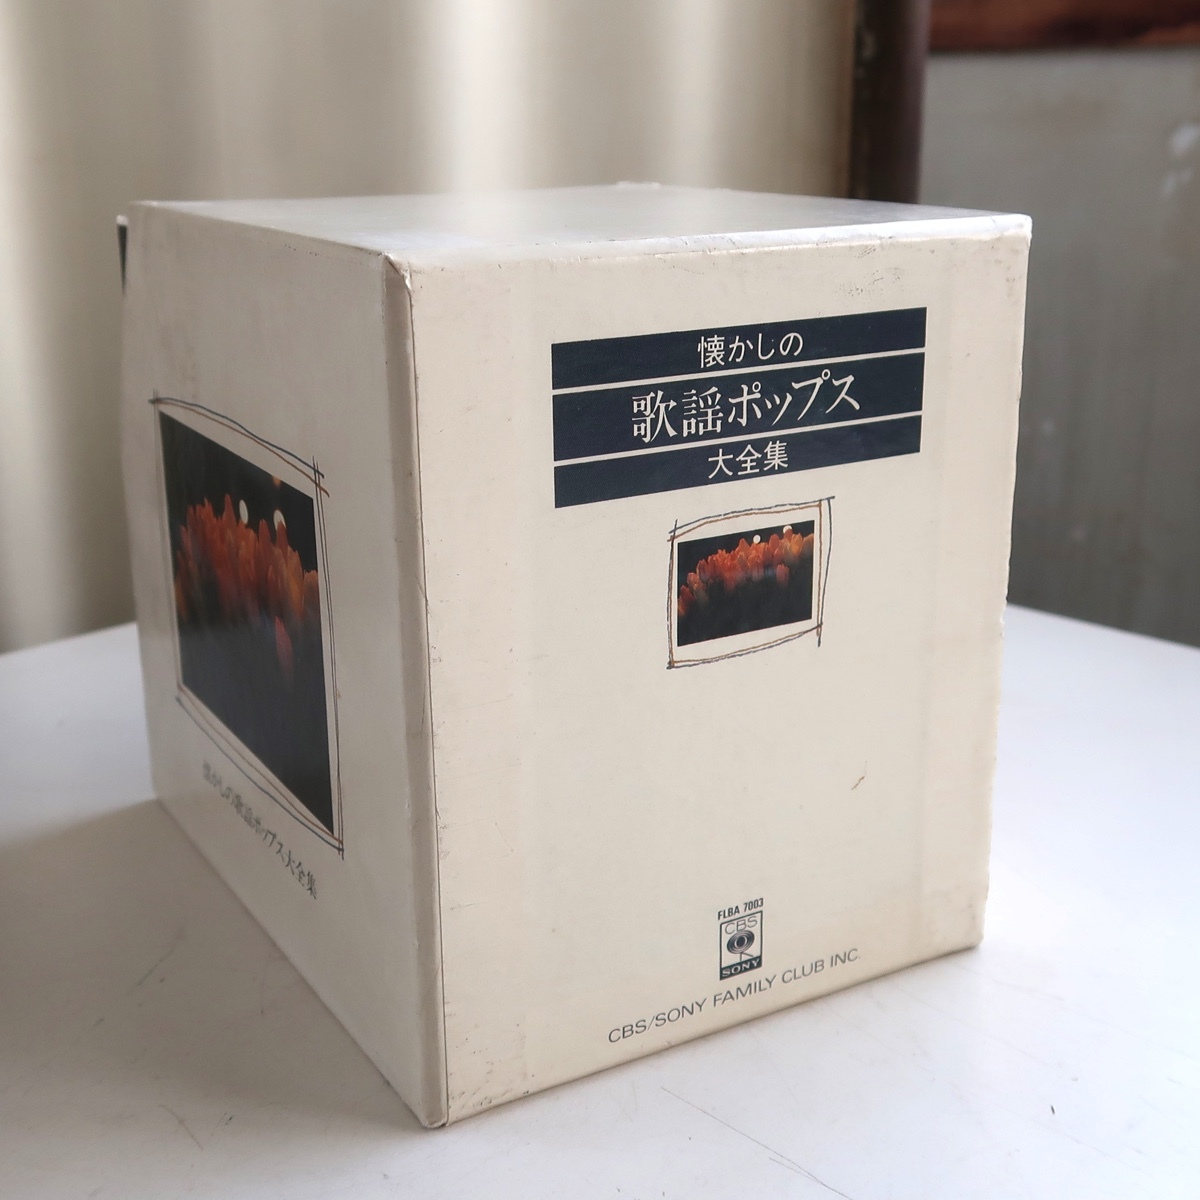 懐かしの
歌謡ポップス
大全集
FLBA 7003
CBS
SONY
CBS/SONY FAMILY CLUB INC.
懐かしの歌謡ポップス大全集